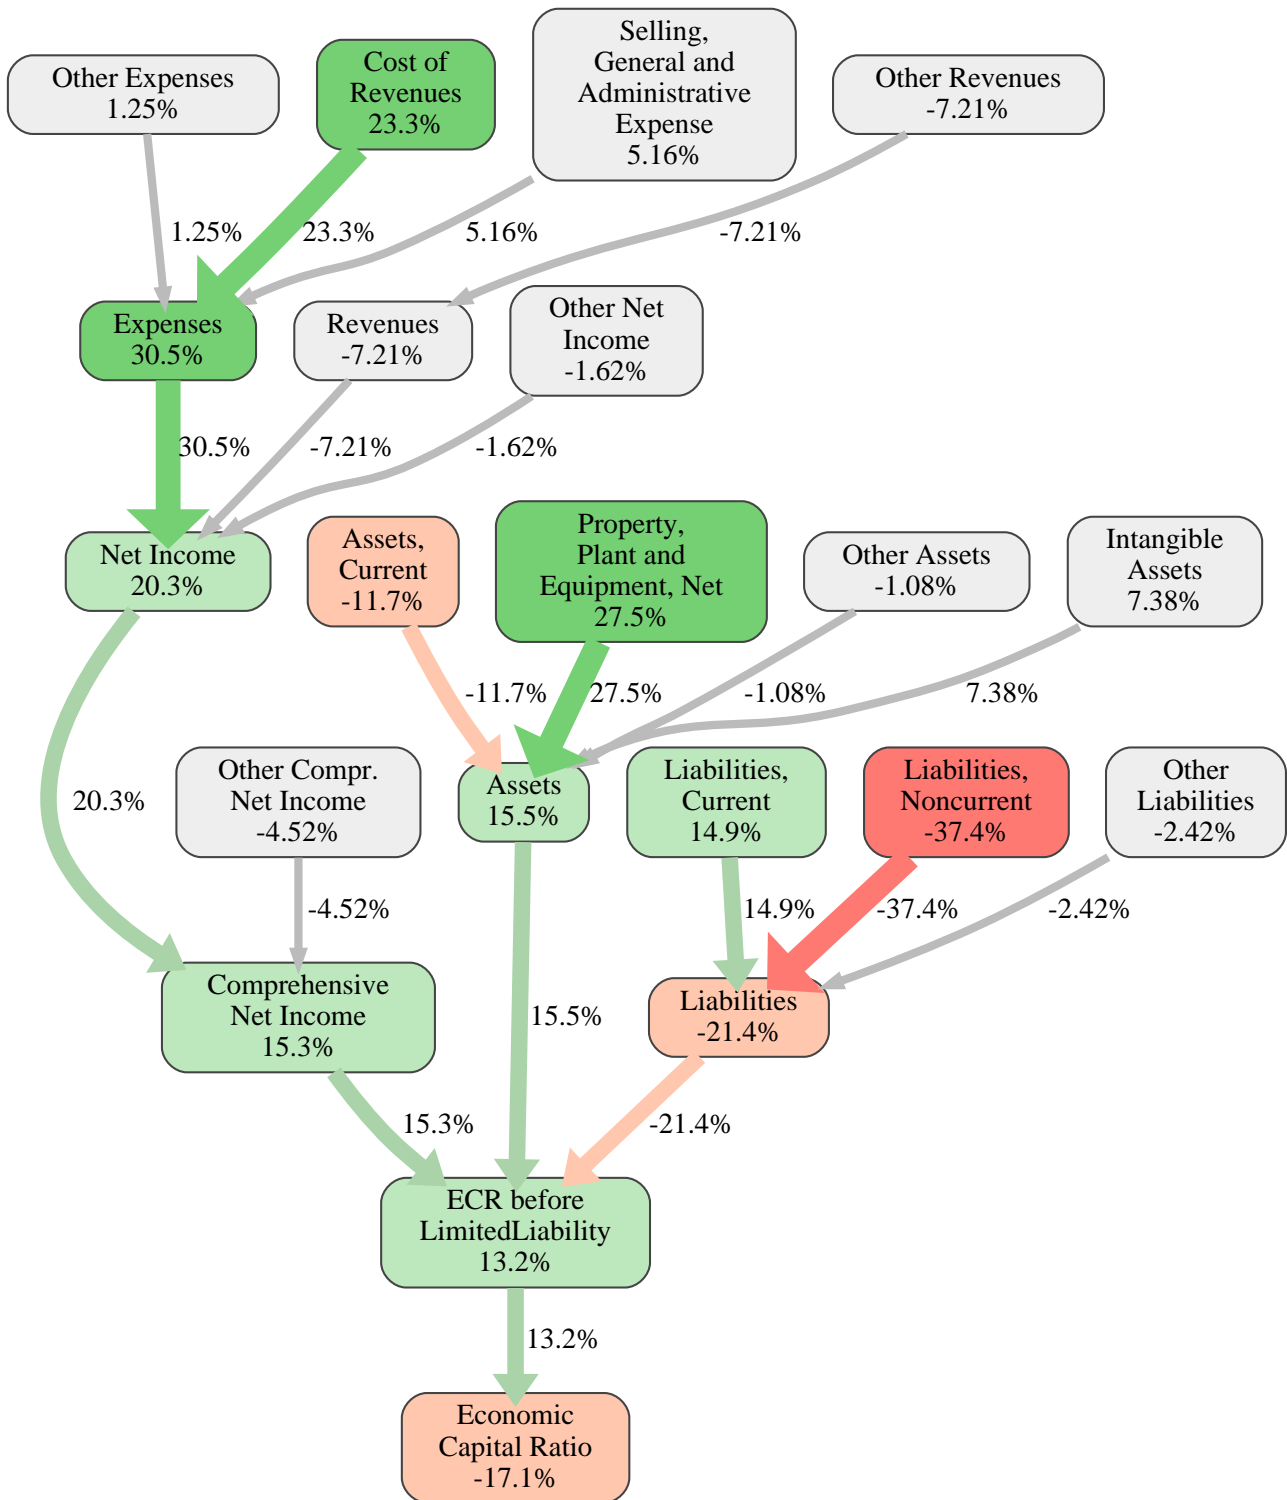 Other Expenses
1.25%
Cost of
Revenues
23.3%
Selling,
General and
Administrative
Expense
5.16%
Other Revenues
-7.21%
1.25%
23.3%
5.16%
-7.21%
Expenses
30.5%
Revenues
-7.21%
Other Net
Income
-1.62%
30.5%
-7.21%
-1.62%
Net Income
20.3%
Assets,
Current
-11.7%
Property,
Plant and
Equipment, Net
27.5%
Other Assets
-1.08%
Intangible
Assets
7.38%
-11.7%
27.5%
-1.08%
7.38%
20.3%
Other Compr.
Net Income
-4.52%
Assets
15.5%
Liabilities,
Current
14.9%
Liabilities,
Noncurrent
-37.4%
Other
Liabilities
-2.42%
-4.52%
14.9%
-37.4%
-2.42%
Comprehensive
Net Income
15.3%
15.5%
Liabilities
-21.4%
15.3%
-21.4%
ECR before
LimitedLiability
13.2%
13.2%
Economic
Capital Ratio
-17.1%